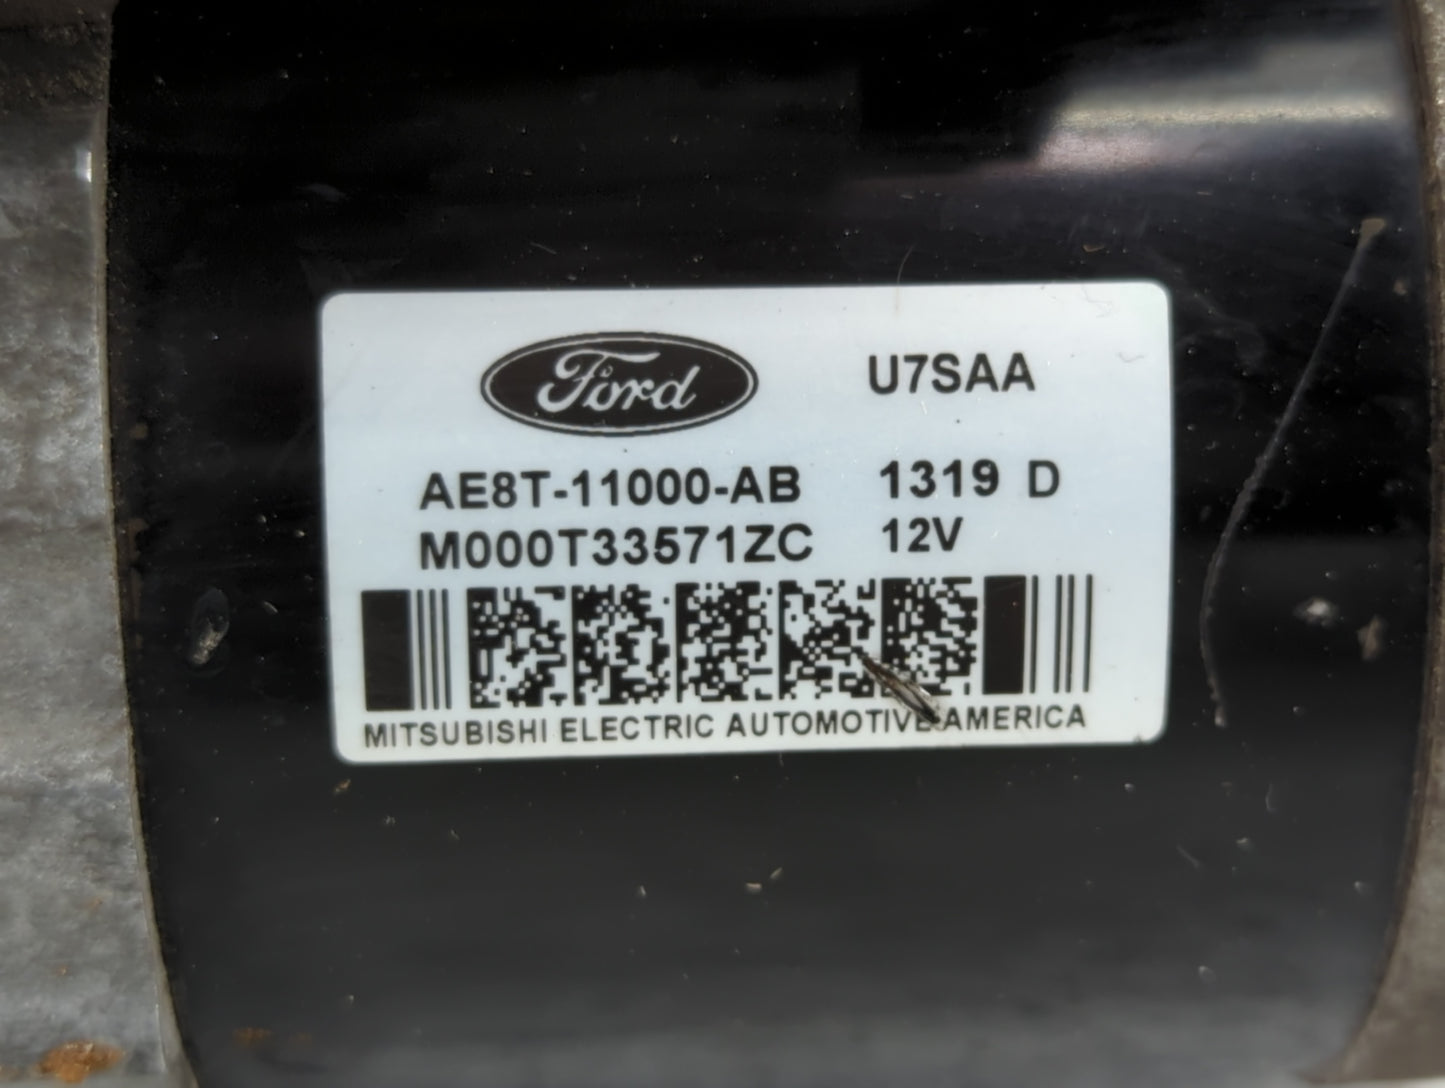 Ford U7SAA
AE8T-11000-AB 1319 D
M000T33571ZC 12V
MITSUBISHI ELECTRIC AUTOMOTIVE AMERICA